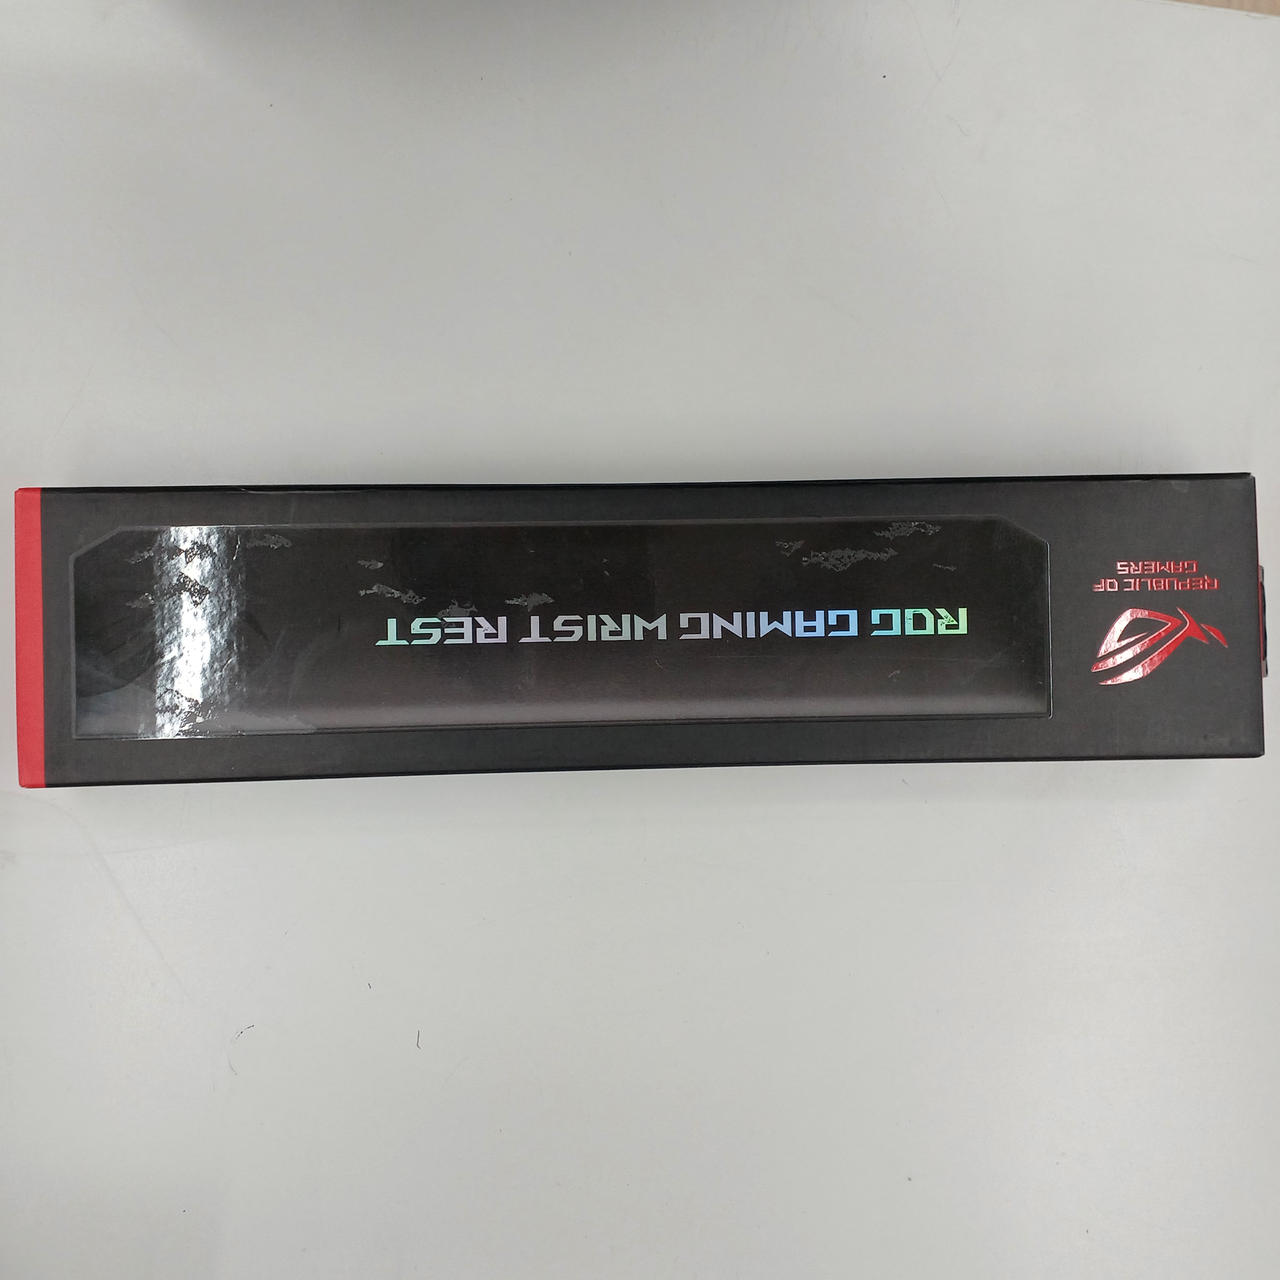 REPUBLIC OF
GAMERS
ROG GAMING WRIST REST